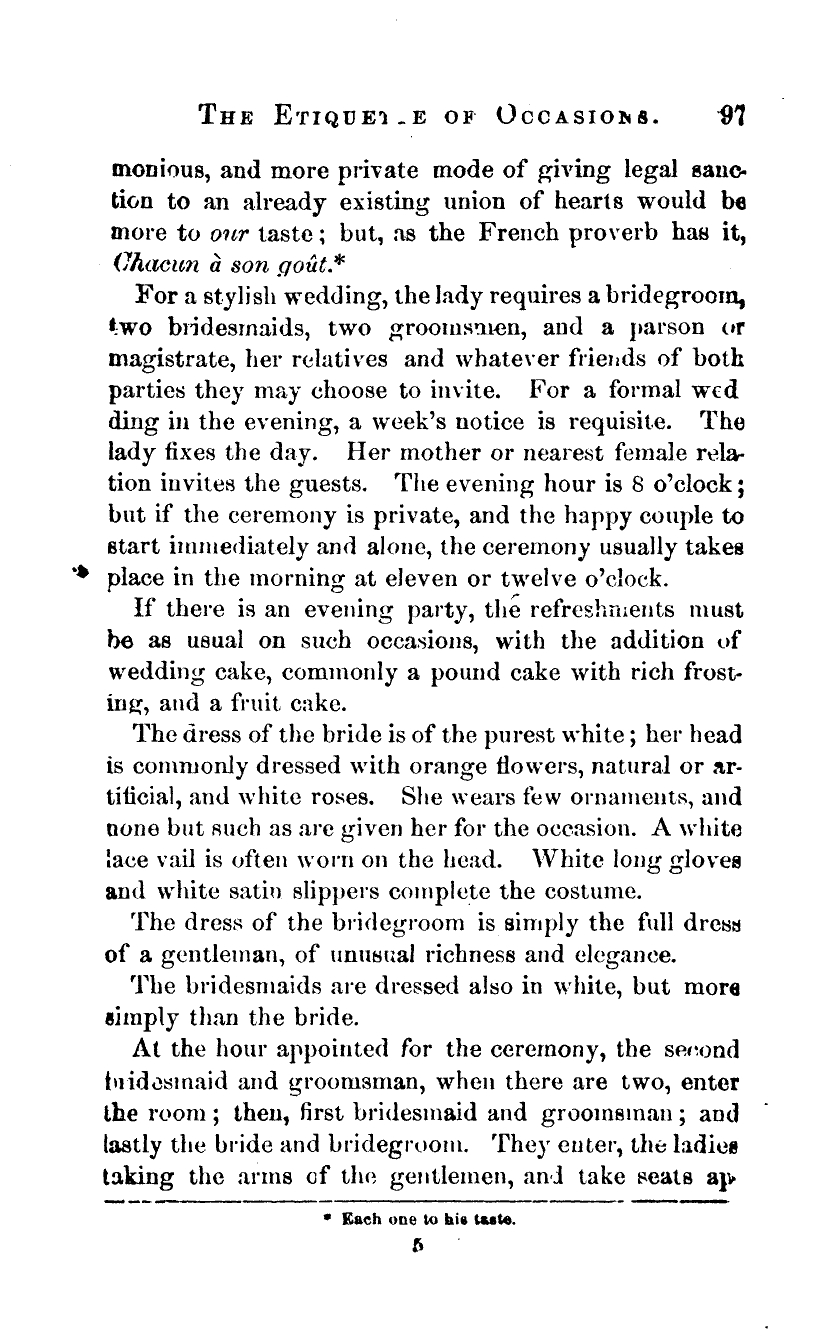 THE ETIQUETTE OF OCCASIONS. 97
monious, and more private mode of giving legal sanc-
tion to an already existing union of hearts would be
more to our taste; but, as the French proverb has it,
Chacun à son goût.*
For a stylish wedding, the lady requires a bridegroom,
two bridesmaids, two groomsmen, and a parson or
magistrate, her relatives and whatever friends of both
parties they may choose to invite. For a formal wed
ding in the evening, a week's notice is requisite. The
lady fixes the day. Her mother or nearest female rela-
tion invites the guests. The evening hour is 8 o'clock;
but if the ceremony is private, and the happy couple to
start immediately and alone, the ceremony usually takes
place in the morning at eleven or twelve o'clock.
If there is an evening party, the refreshments must
be as usual on such occasions, with the addition of
wedding cake, commonly a pound cake with rich frost-
ing, and a fruit cake.
The dress of the bride is of the purest white; her head
is commonly dressed with orange flowers, natural or ar-
tificial, and white roses. She wears few ornaments, and
none but such as are given her for the occasion. A white
lace vail is often worn on the head. White long gloves
and white satin slippers complete the costume.
The dress of the bridegroom is simply the full dress
of a gentleman, of unusual richness and elegance.
The bridesmaids are dressed also in white, but more
simply than the bride.
At the hour appointed for the ceremony, the second
bridesmaid and groomsman, when there are two, enter
the room; then, first bridesmaid and groomsman; and
lastly the bride and bridegroom. They enter, the ladies
taking the arms of the gentlemen, and take seats ap-
* Each one to his taste.
5